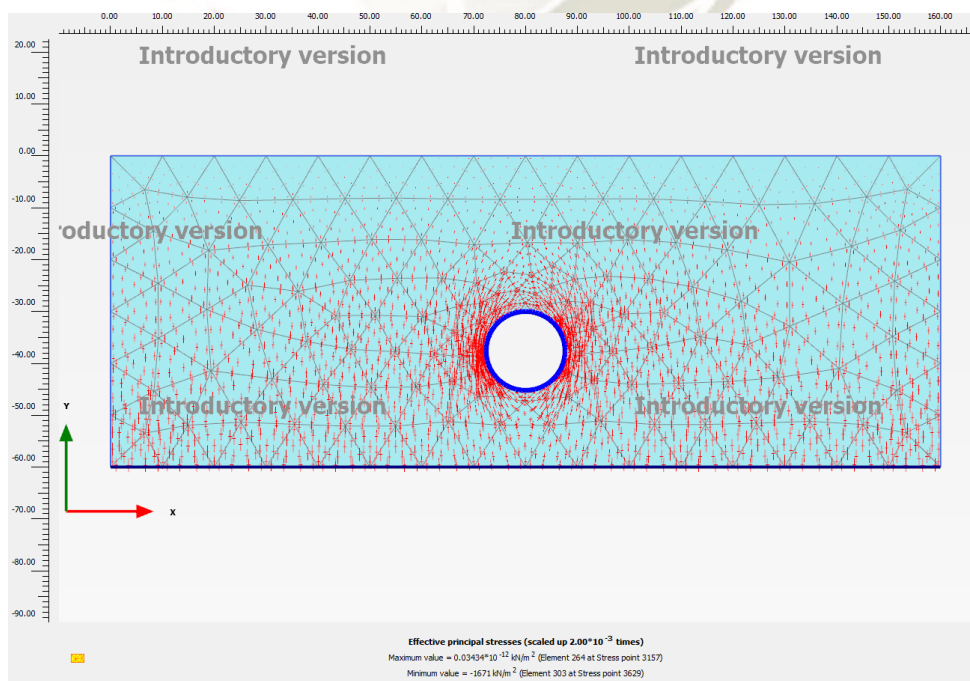 0.00 10.00 20.00 30.00 40.00 50.00 60.00 70.00 80.00 90.00 100.00 110.00 120.00 130.00 140.00 150.00 160.00
20.00
Introductory version Introductory version
10.00
0.00
-10.00
roductory version Introductory version
-20.00
-30.00
-40.00
-50.00
Introductory version Introductory version
Y
-60.00
-70.00
X
-80.00
-90.00
Effective principal stresses (scaled up 2.00*10 -3 times)
Maximum value = 0.03434*10 -12 kN/m 2 (Element 264 at Stress point 3157)
Minimum value = -1671 kN/m 2 (Element 303 at Stress point 3629)